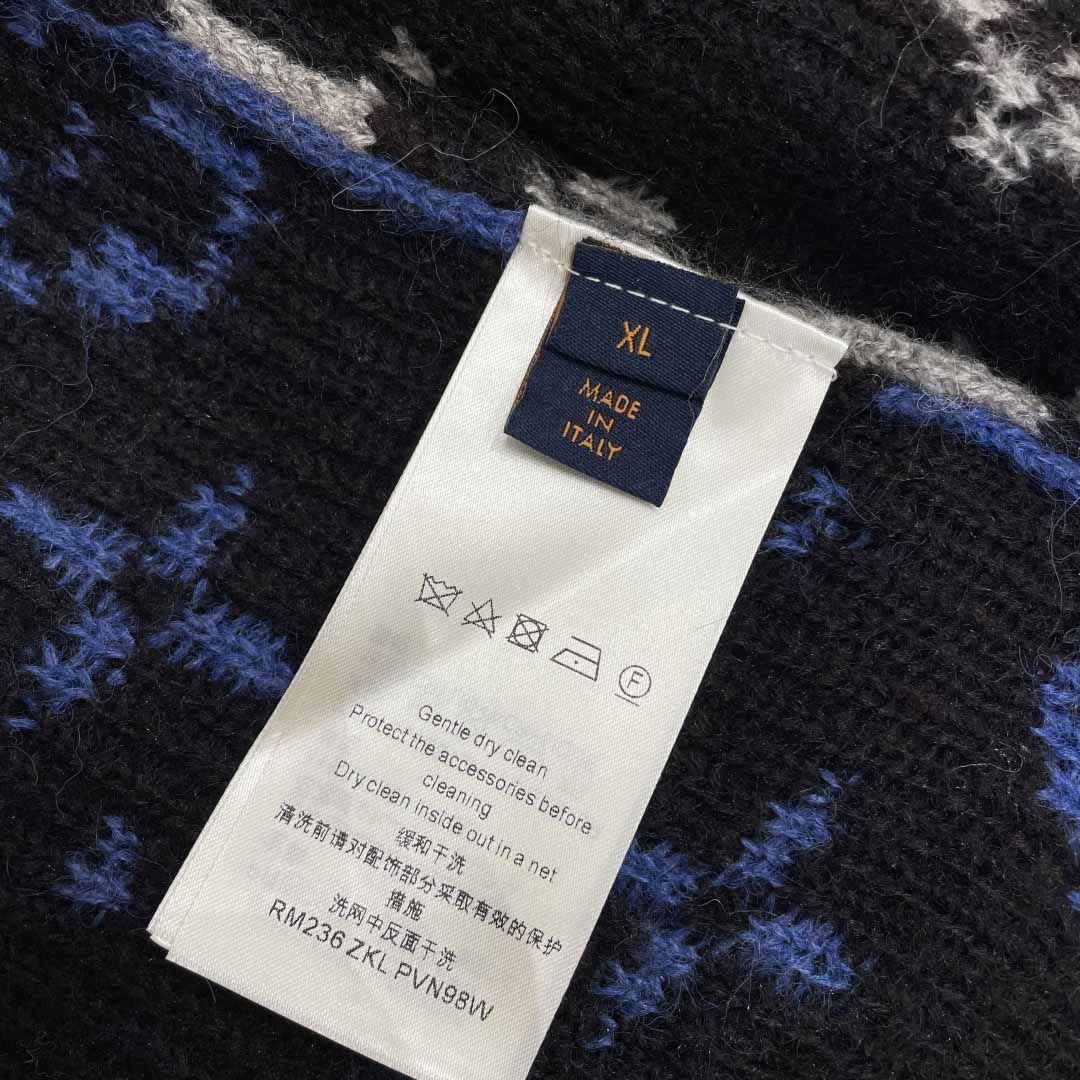 XL
MADE
IN
ITALY
F
Gentle dry clean
Protect the accessories before
cleaning
Dry clean inside out in a net
缓和干洗
清洗前请对配饰部分采取有效的保护
措施
洗网中反面干洗
RM236 ZKL PVN98W